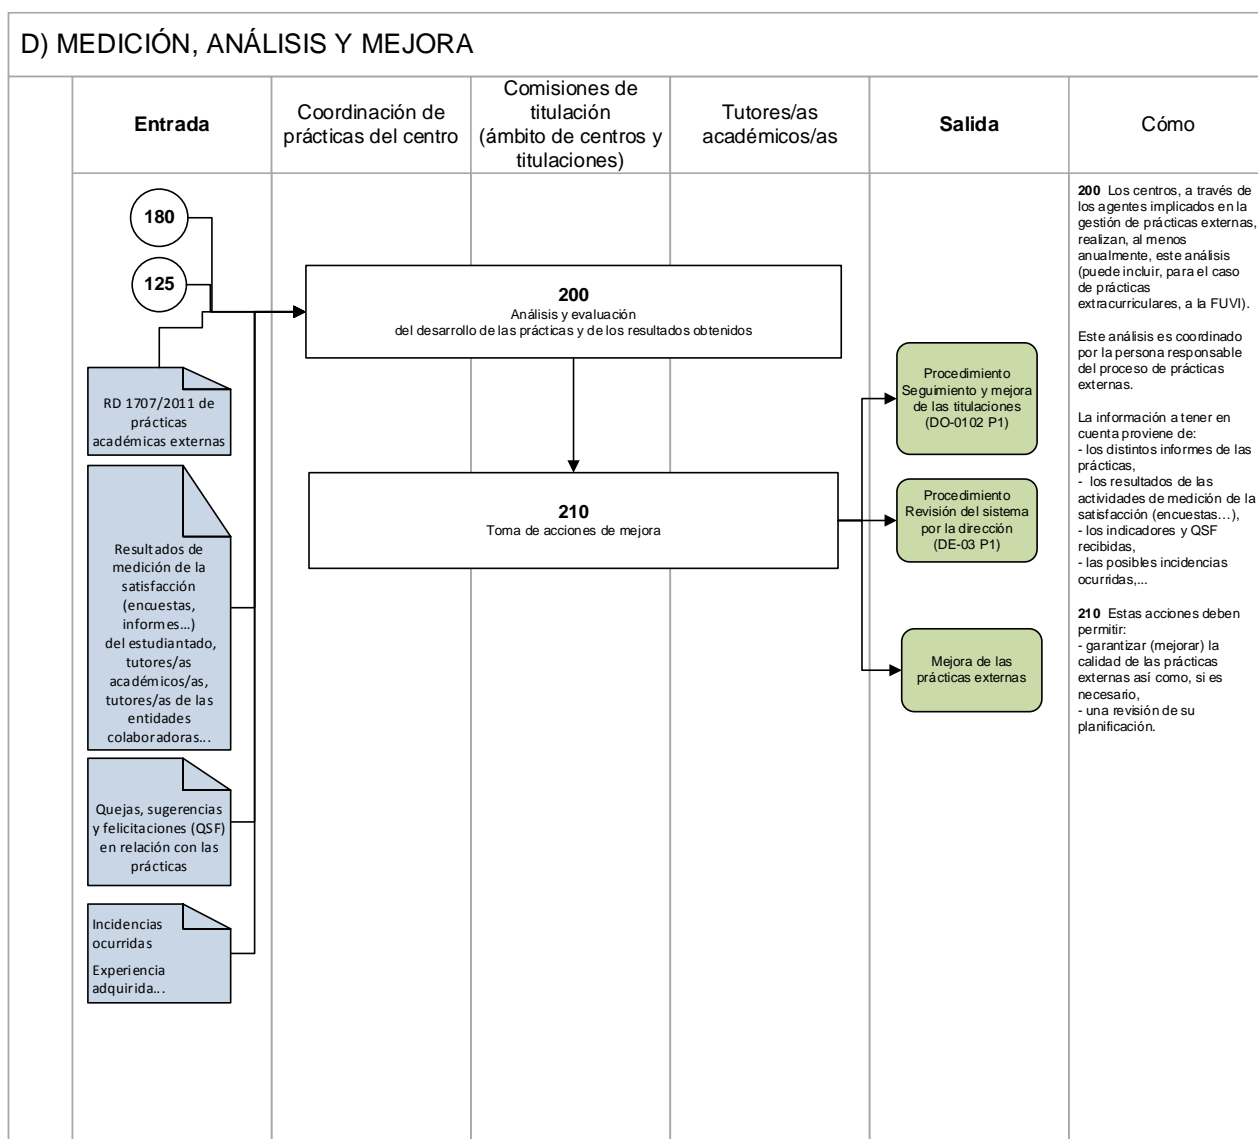 D) MEDICIÓN, ANÁLISIS Y MEJORA
Entrada
Coordinación de
prácticas del centro
Comisiones de
titulación
(ámbito de centros y
titulaciones)
Tutores/as
académicos/as
Salida
Cómo
180
125
RD 1707/2011 de
prácticas
académicas externas
Resultados de
medición de la
satisfacción
(encuestas,
informes...)
del estudiantado,
tutores/as
académicos/as,
tutores/as de las
entidades
colaboradoras...
Quejas, sugerencias
y felicitaciones (QSF)
en relación con las
prácticas
Incidencias
ocurridas
Experiencia
adquirida...
200
Análisis y evaluación
del desarrollo de las prácticas y de los resultados obtenidos
210
Toma de acciones de mejora
Procedimiento
Seguimiento y mejora
de las titulaciones
(DO-0102 P1)
Procedimiento
Revisión del sistema
por la dirección
(DE-03 P1)
Mejora de las
prácticas externas
200 Los centros, a través de
los agentes implicados en la
gestión de prácticas externas,
realizan, al menos
anualmente, este análisis
(puede incluir, para el caso
de prácticas
extracurriculares, a la FUVI).
Este análisis es coordinado
por la persona responsable
del proceso de prácticas
externas.
La información a tener en
cuenta proviene de:
- los distintos informes de las
prácticas,
- los resultados de las
actividades de medición de la
satisfacción (encuestas...),
- los indicadores y QSF
recibidas,
- las posibles incidencias
ocurridas,...
210 Estas acciones deben
permitir:
- garantizar (mejorar) la
calidad de las prácticas
externas así como, si es
necesario,
- una revisión de su
planificación.